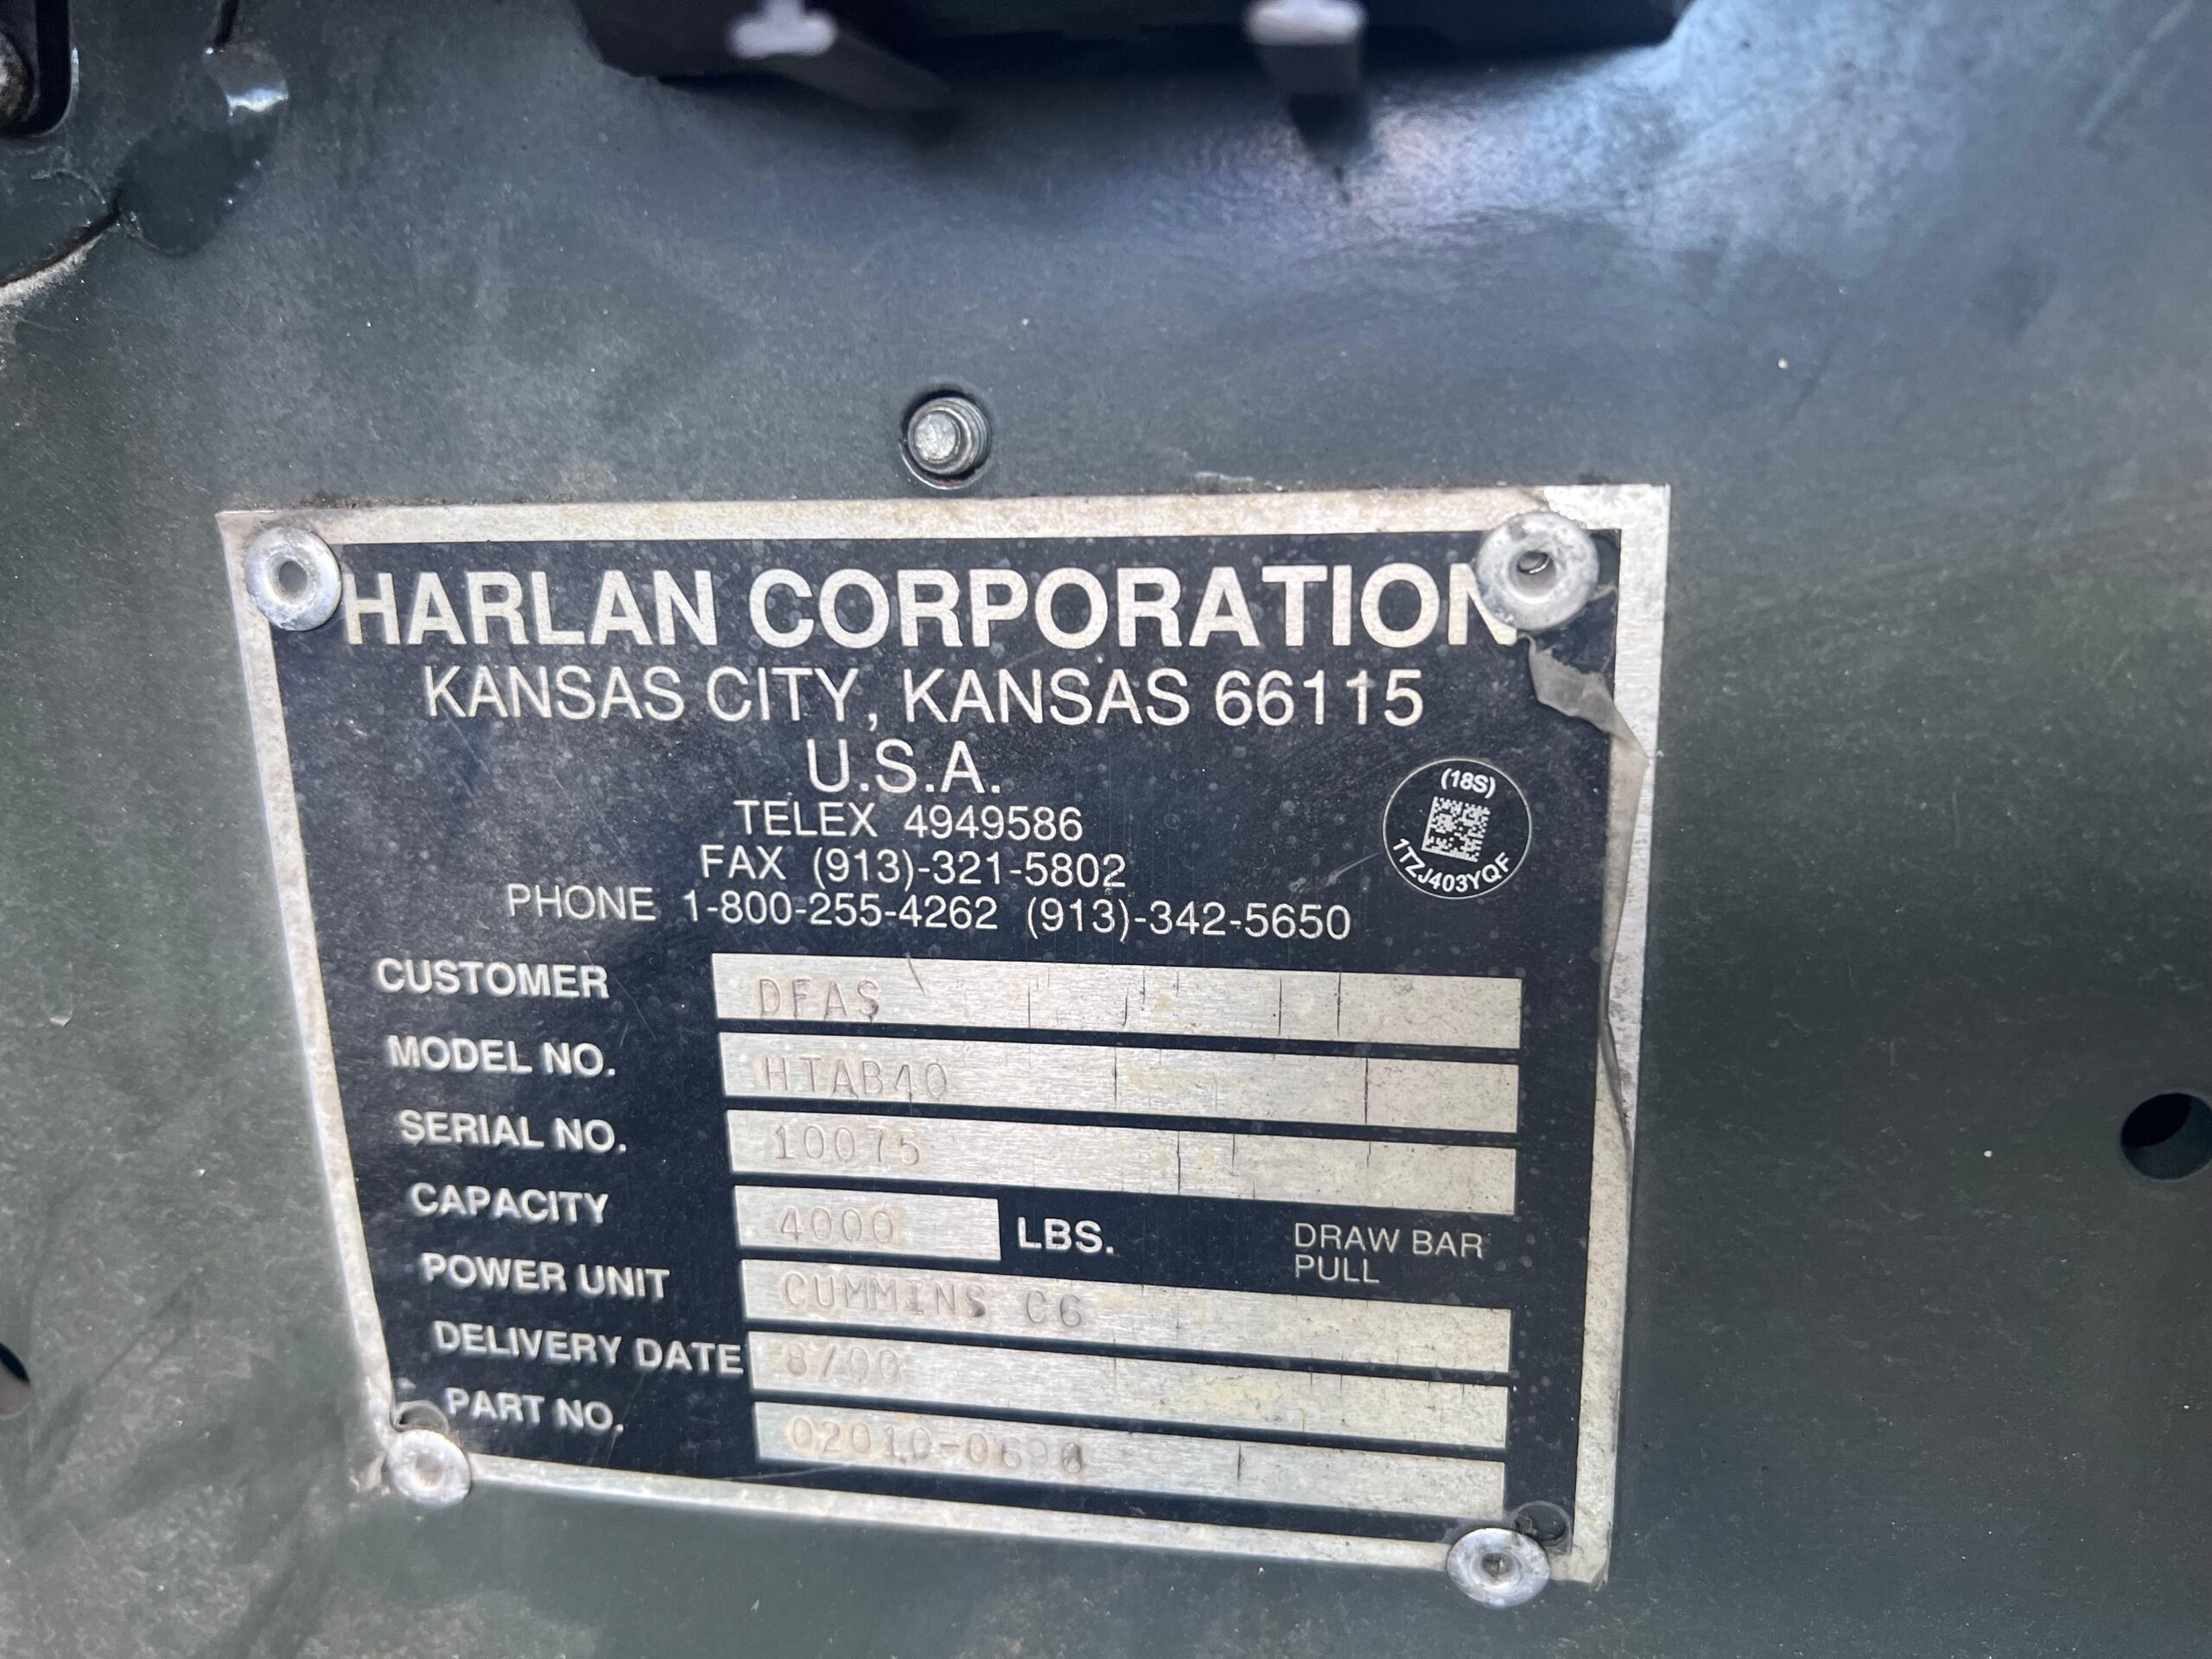 HARLAN CORPORATION
KANSAS CITY, KANSAS 66115
U.S.A.
TELEX 4949586
FAX (913)-321-5802
PHONE 1-800-255-4262 (913)-342-5650
(18S)
1TZJ403YQF
CUSTOMER DFAS
MODEL NO. HTAB40
SERIAL NO. 10075
CAPACITY 4000 LBS. DRAW BAR
PULL
POWER UNIT CUMMINS C6
DELIVERY DATE 8/00
PART NO.